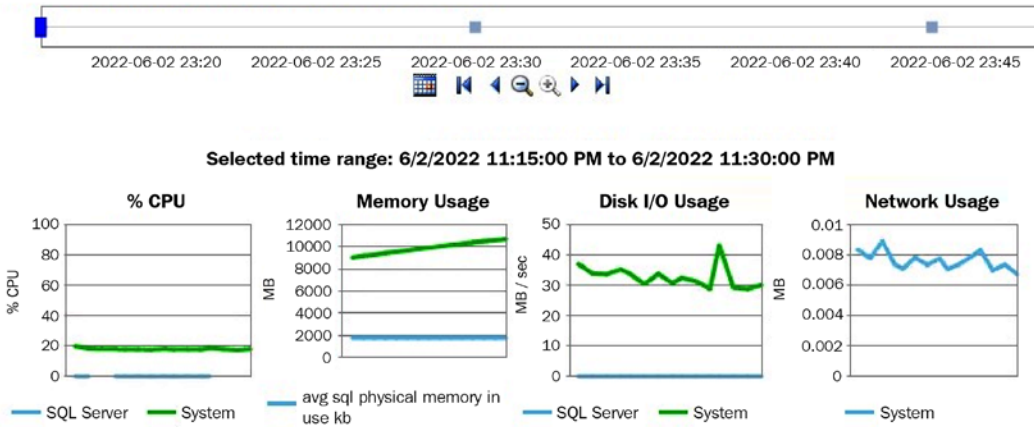 2022-06-02 23:20 2022-06-02 23:25 2022-06-02 23:30 2022-06-02 23:35 2022-06-02 23:40 2022-06-02 23:45
Selected time range: 6/2/2022 11:15:00 PM to 6/2/2022 11:30:00 PM
% CPU
100
80
60
40
20
0
% CPU
SQL Server System
Memory Usage
12000
10000
8000
6000
4000
2000
0
MB
avg sql physical memory in
use kb
Disk I/O Usage
50
40
30
20
10
0
MB / sec
SQL Server System
Network Usage
0.01
0.008
0.006
0.004
0.002
0
MB
System